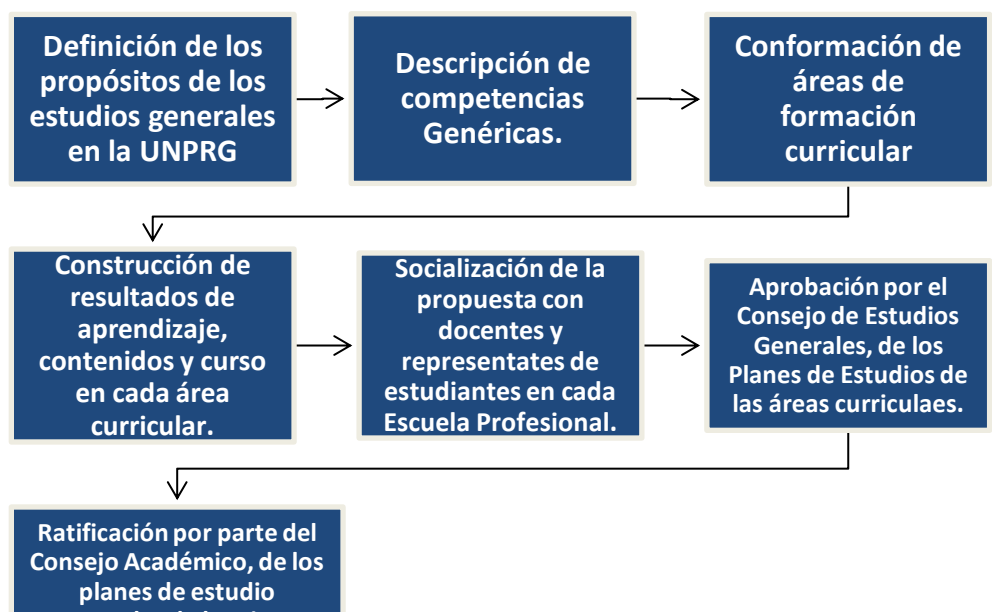 Definición de los
propósitos de los
estudios generales
en la UNPRG
Descripción de
competencias
Genéricas.
Conformación de
áreas de
formación
curricular
Construcción de
resultados de
aprendizaje,
contenidos y curso
en cada área
curricular.
Socialización de la
propuesta con
docentes y
representates de
estudiantes en cada
Escuela Profesional.
Aprobación por el
Consejo de Estudios
Generales, de los
Planes de Estudios de
las áreas curriculaes.
Ratificación por parte del
Consejo Académico, de los
planes de estudio